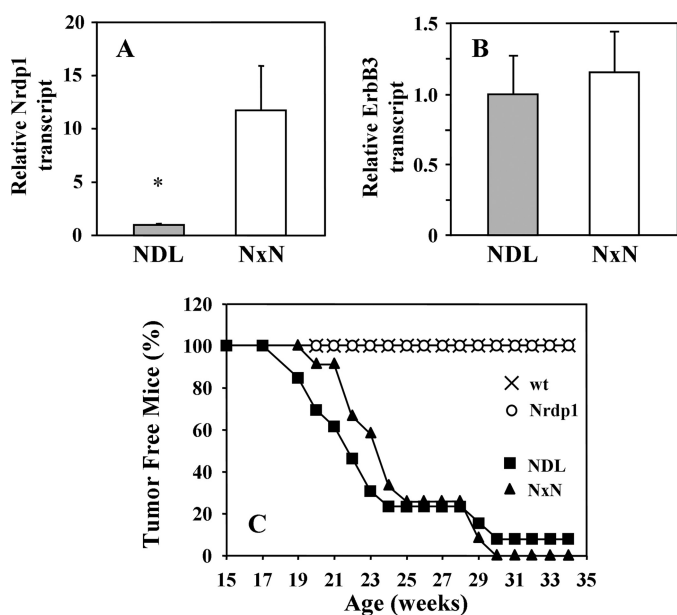 A
Relative Nrdp1
transcript
20
15
10
5
0
*
NDL NxN
B
Relative ErbB3
transcript
1.5
1.0
0.5
0
NDL NxN
C
Tumor Free Mice (%)
120
100
80
60
40
20
0
wt
Nrdp1
NDL
NxN
15 17 19 21 23 25 27 29 31 33 35
Age (weeks)